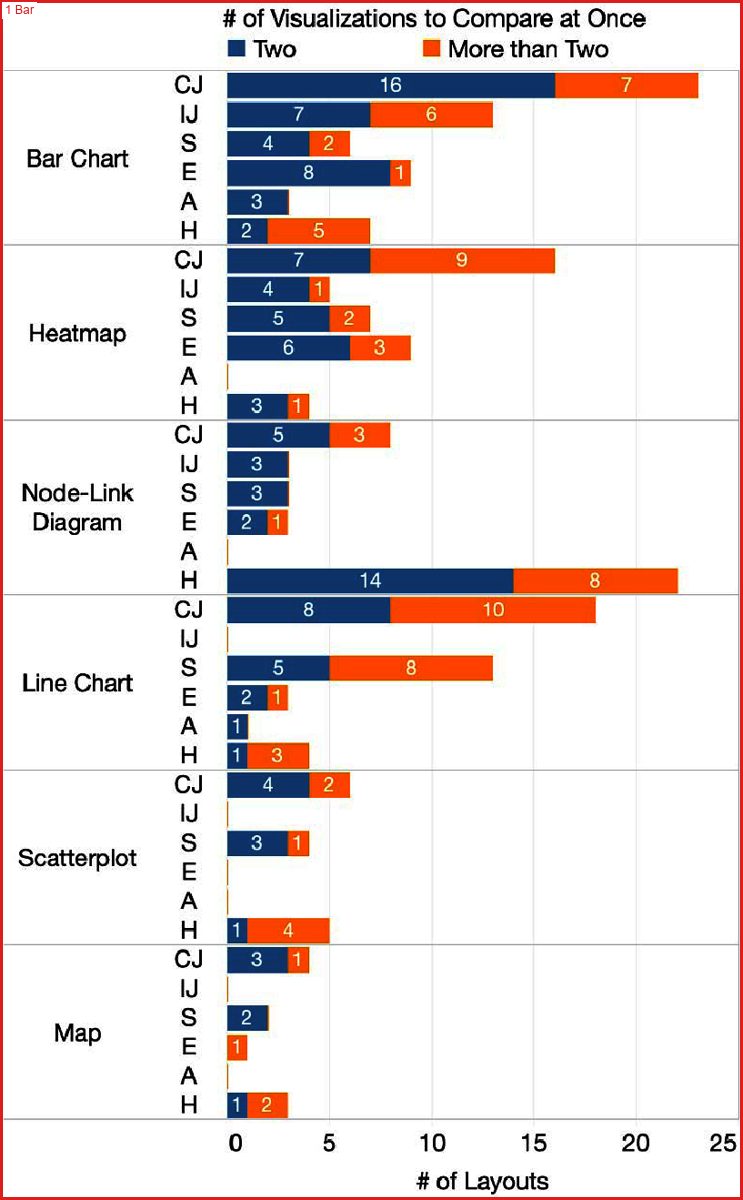 1 Bar
# of Visualizations to Compare at Once
Two More than Two
Bar Chart
CJ 16 7
IJ 7 6
S 4 2
E 8 1
A 3
H 2 5
Heatmap
CJ 7 9
IJ 4 1
S 5 2
E 6 3
A
H 3 1
Node-Link
Diagram
CJ 5 3
IJ 3
S 3
E 2 1
A
H 14 8
Line Chart
CJ 8 10
IJ
S 5 8
E 2 1
A 1
H 1 3
Scatterplot
CJ 4 2
IJ
S 3 1
E
A
H 1 4
Map
CJ 3 1
IJ
S 2
E 1
A
H 1 2
0 5 10 15 20 25
# of Layouts